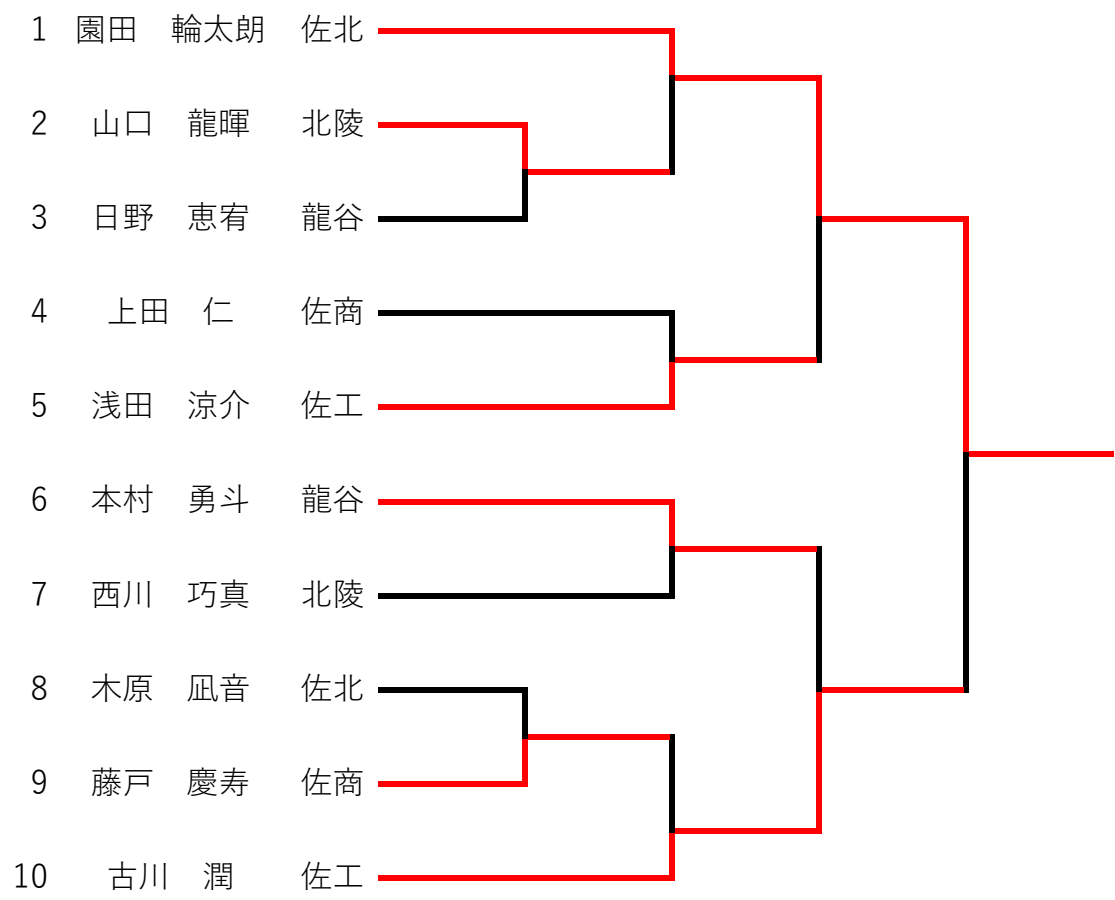 1 園田 輪太朗 佐北
2 山口 龍暉 北陵
3 日野 恵宥 龍谷
4 上田 仁 佐商
5 浅田 涼介 佐工
6 本村 勇斗 龍谷
7 西川 巧真 北陵
8 木原 凪音 佐北
9 藤戸 慶寿 佐商
10 古川 潤 佐工